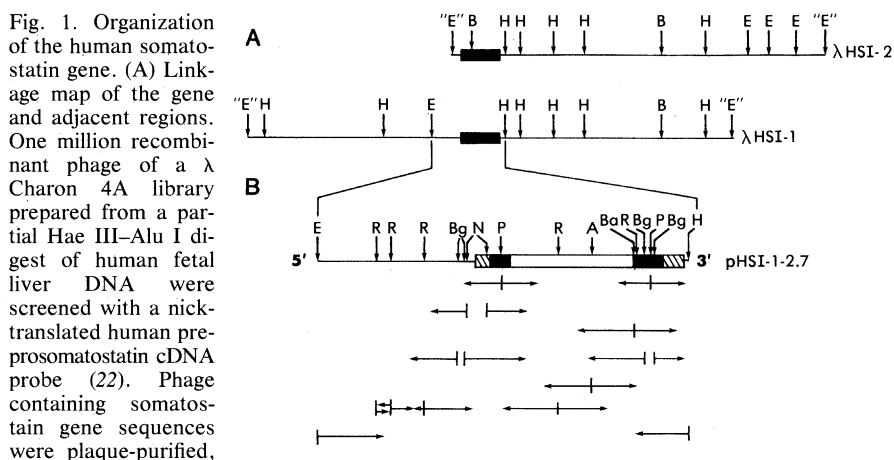 Fig. 1. Organization
of the human somato-
statin gene. (A) Link-
age map of the gene
and adjacent regions.
One million recombi-
nant phage of a λ
Charon 4A library
prepared from a par-
tial Hae III–Alu I di-
gest of human fetal
liver DNA were
screened with a nick-
translated human pre-
prosomatostatin cDNA
probe (22). Phage
containing somatos-
tain gene sequences
were plaque-purified,
A
"E" B H H H H B H E E E "E"
λHSI-2
"E" H H E H H H H B H "E"
λHSI-1
B
E R R R Bg N P R A Ba R Bg P Bg H
5' 3' pHSI-1-2.7